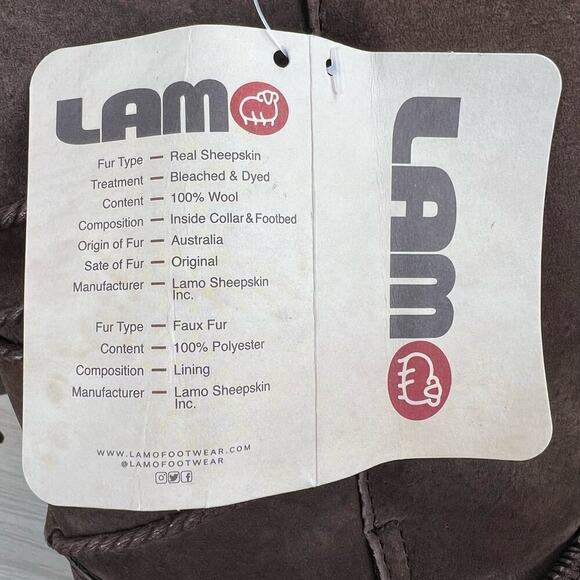 LAMO
Fur Type — Real Sheepskin
Treatment — Bleached & Dyed
Content — 100% Wool
Composition — Inside Collar & Footbed
Origin of Fur — Australia
Sate of Fur — Original
Manufacturer — Lamo Sheepskin
Inc.
Fur Type — Faux Fur
Content — 100% Polyester
Composition — Lining
Manufacturer — Lamo Sheepskin
Inc.
WWW.LAMOFOOTWEAR.COM
@LAMOFOOTWEAR
LAMO